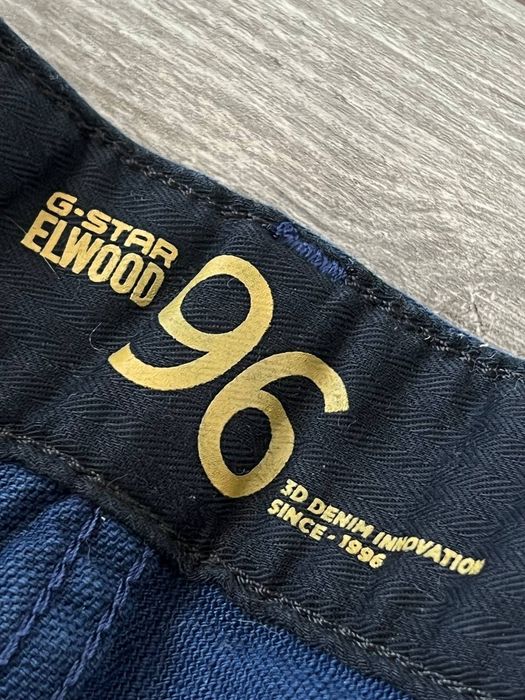 G-STAR
ELWOOD
96
3D DENIM INNOVATION
SINCE - 1996